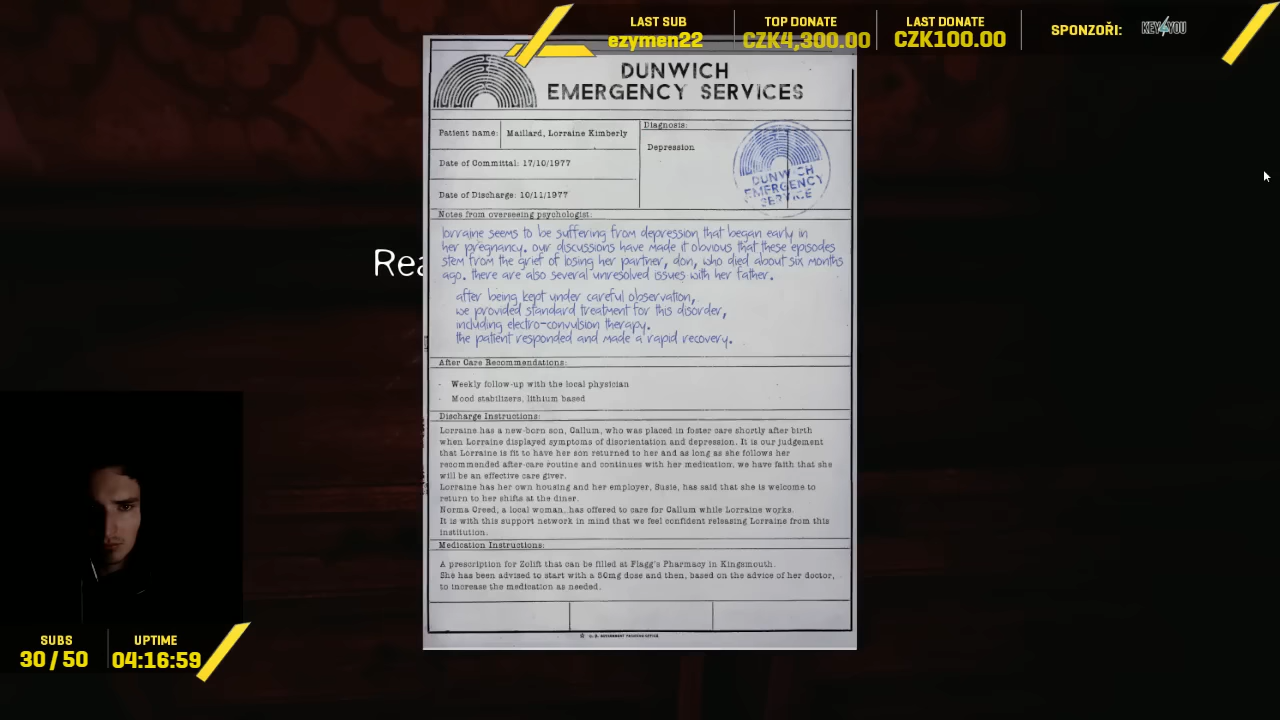 LAST SUB
ezymen22
TOP DONATE
CZK4,300.00
LAST DONATE
CZK100.00
SPONZOŘI:
KEY4YOU
DUNWICH
EMERGENCY SERVICES
Patient name:
Maillard, Lorraine Kimberly
Diagnosis:
Depression
Date of Committal: 17/10/1977
Date of Discharge: 10/11/1977
DUNWICH
EMERGENCY
SERVICE
Notes from overseeing psychologist:
lorraine seems to be suffering from depression that began early in
her pregnancy. our discussions have made it obvious that these episodes
stem from the grief of losing her partner, don, who died about six months
ago. there are also several unresolved issues with her father.
after being kept under careful observation,
we provided standard treatment for this disorder,
including electro-convulsion therapy.
the patient responded and made a rapid recovery.
Rea
After Care Recommendations:
- Weekly follow-up with the local physician
- Mood stabilizers, lithium based
Discharge Instructions:
Lorraine has a new-born son, Callum, who was placed in foster care shortly after birth
when Lorraine displayed symptoms of disorientation and depression. It is our judgement
that Lorraine is fit to have her son returned to her and as long as she follows her
recommended after-care routine and continues with her medication, we have faith that she
will be an effective care giver.
Lorraine has her own housing and her employer, Susie, has said that she is welcome to
return to her shifts at the diner.
Norma Creed, a local woman, has offered to care for Callum while Lorraine works.
It is with this support network in mind that we feel confident releasing Lorraine from this
institution.
Medication Instructions:
A prescription for Zolift that can be filled at Flagg's Pharmacy in Kingsmouth.
She has been advised to start with a 50mg dose and then, based on the advice of her doctor,
to increase the medication as needed.
SUBS
30 / 50
UPTIME
04:16:59